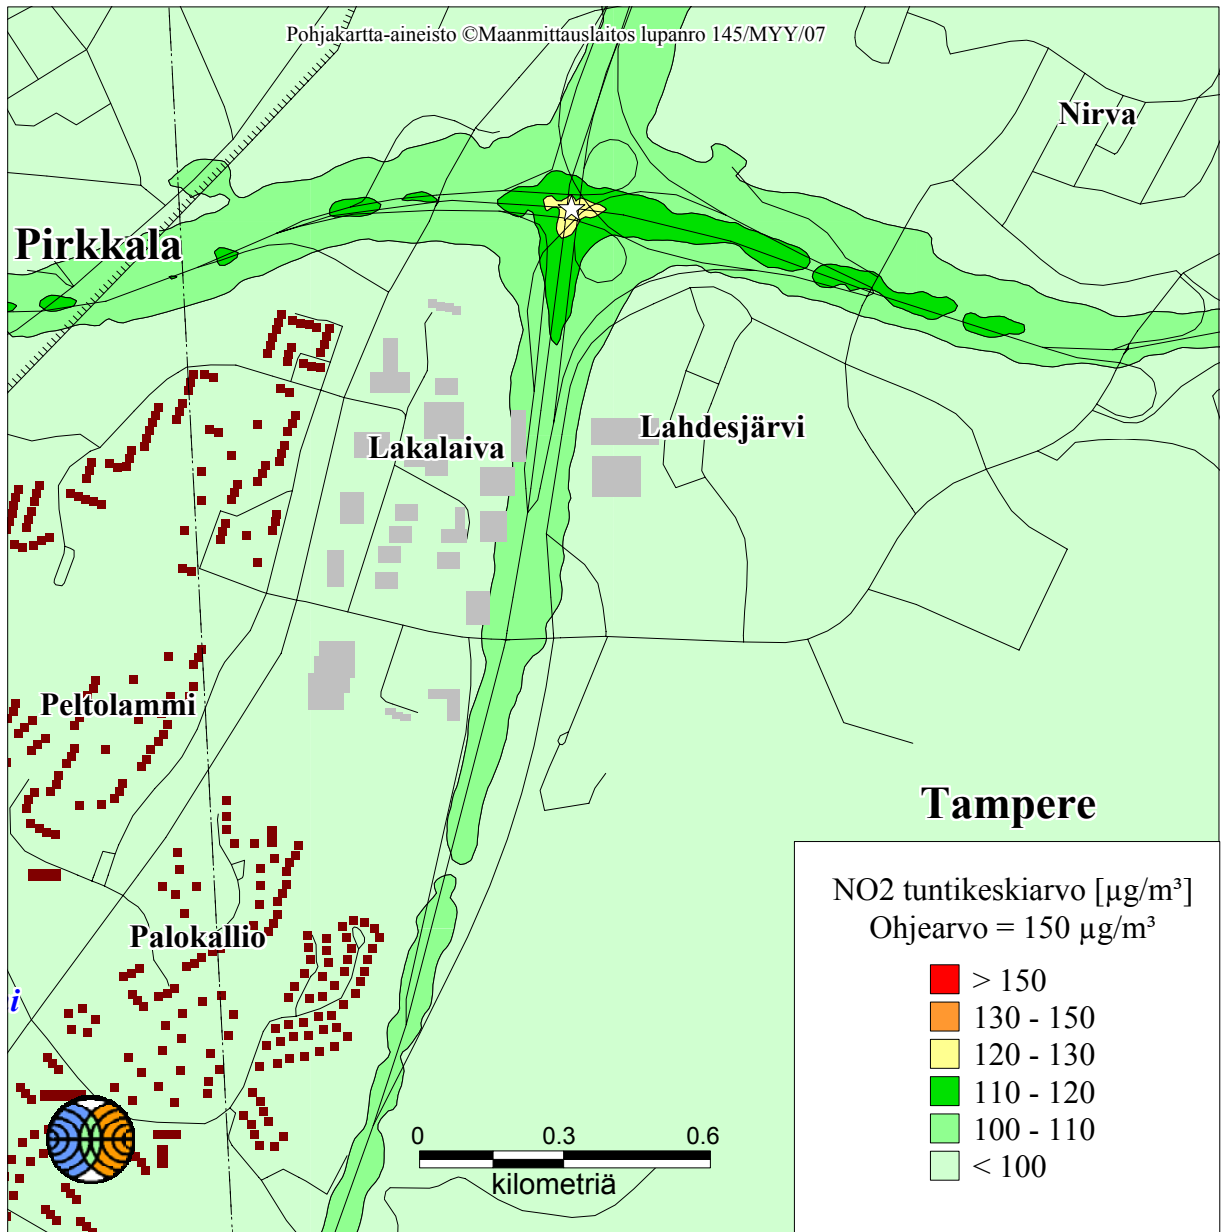 Pohjakartta-aineisto ©Maanmittauslaitos lupanro 145/MYY/07
Nirva
Pirkkala
Lahdesjärvi
Lakalaiva
Peltolammi
Tampere
NO2 tuntikeskiarvo [µg/m³]
Ohjearvo = 150 µg/m³
> 150
130 - 150
120 - 130
110 - 120
100 - 110
< 100
Palokallio
i
0 0.3 0.6
kilometriä